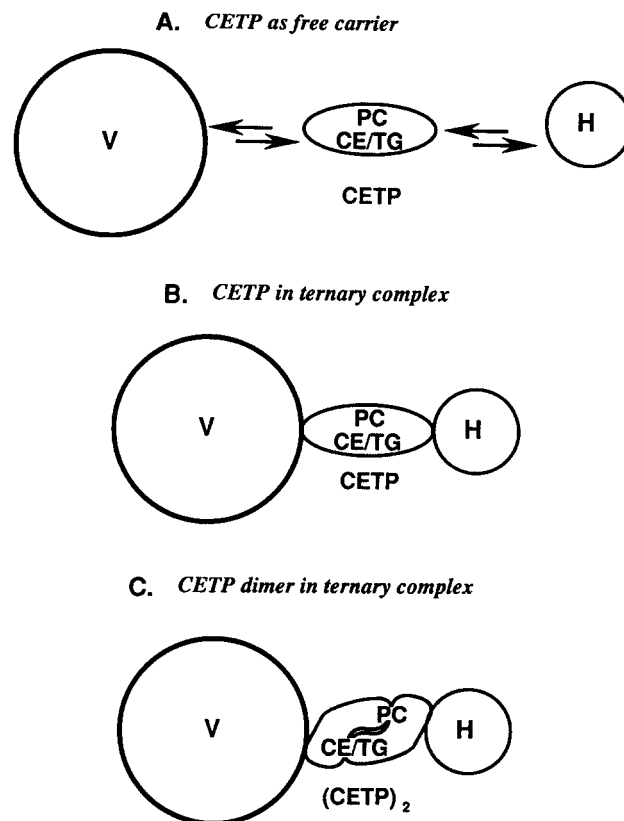 A. CETP as free carrier
V
PC
CE/TG
H
CETP
B. CETP in ternary complex
V
PC
CE/TG
H
CETP
C. CETP dimer in ternary complex
V
PC
CE/TG
H
(CETP) 2